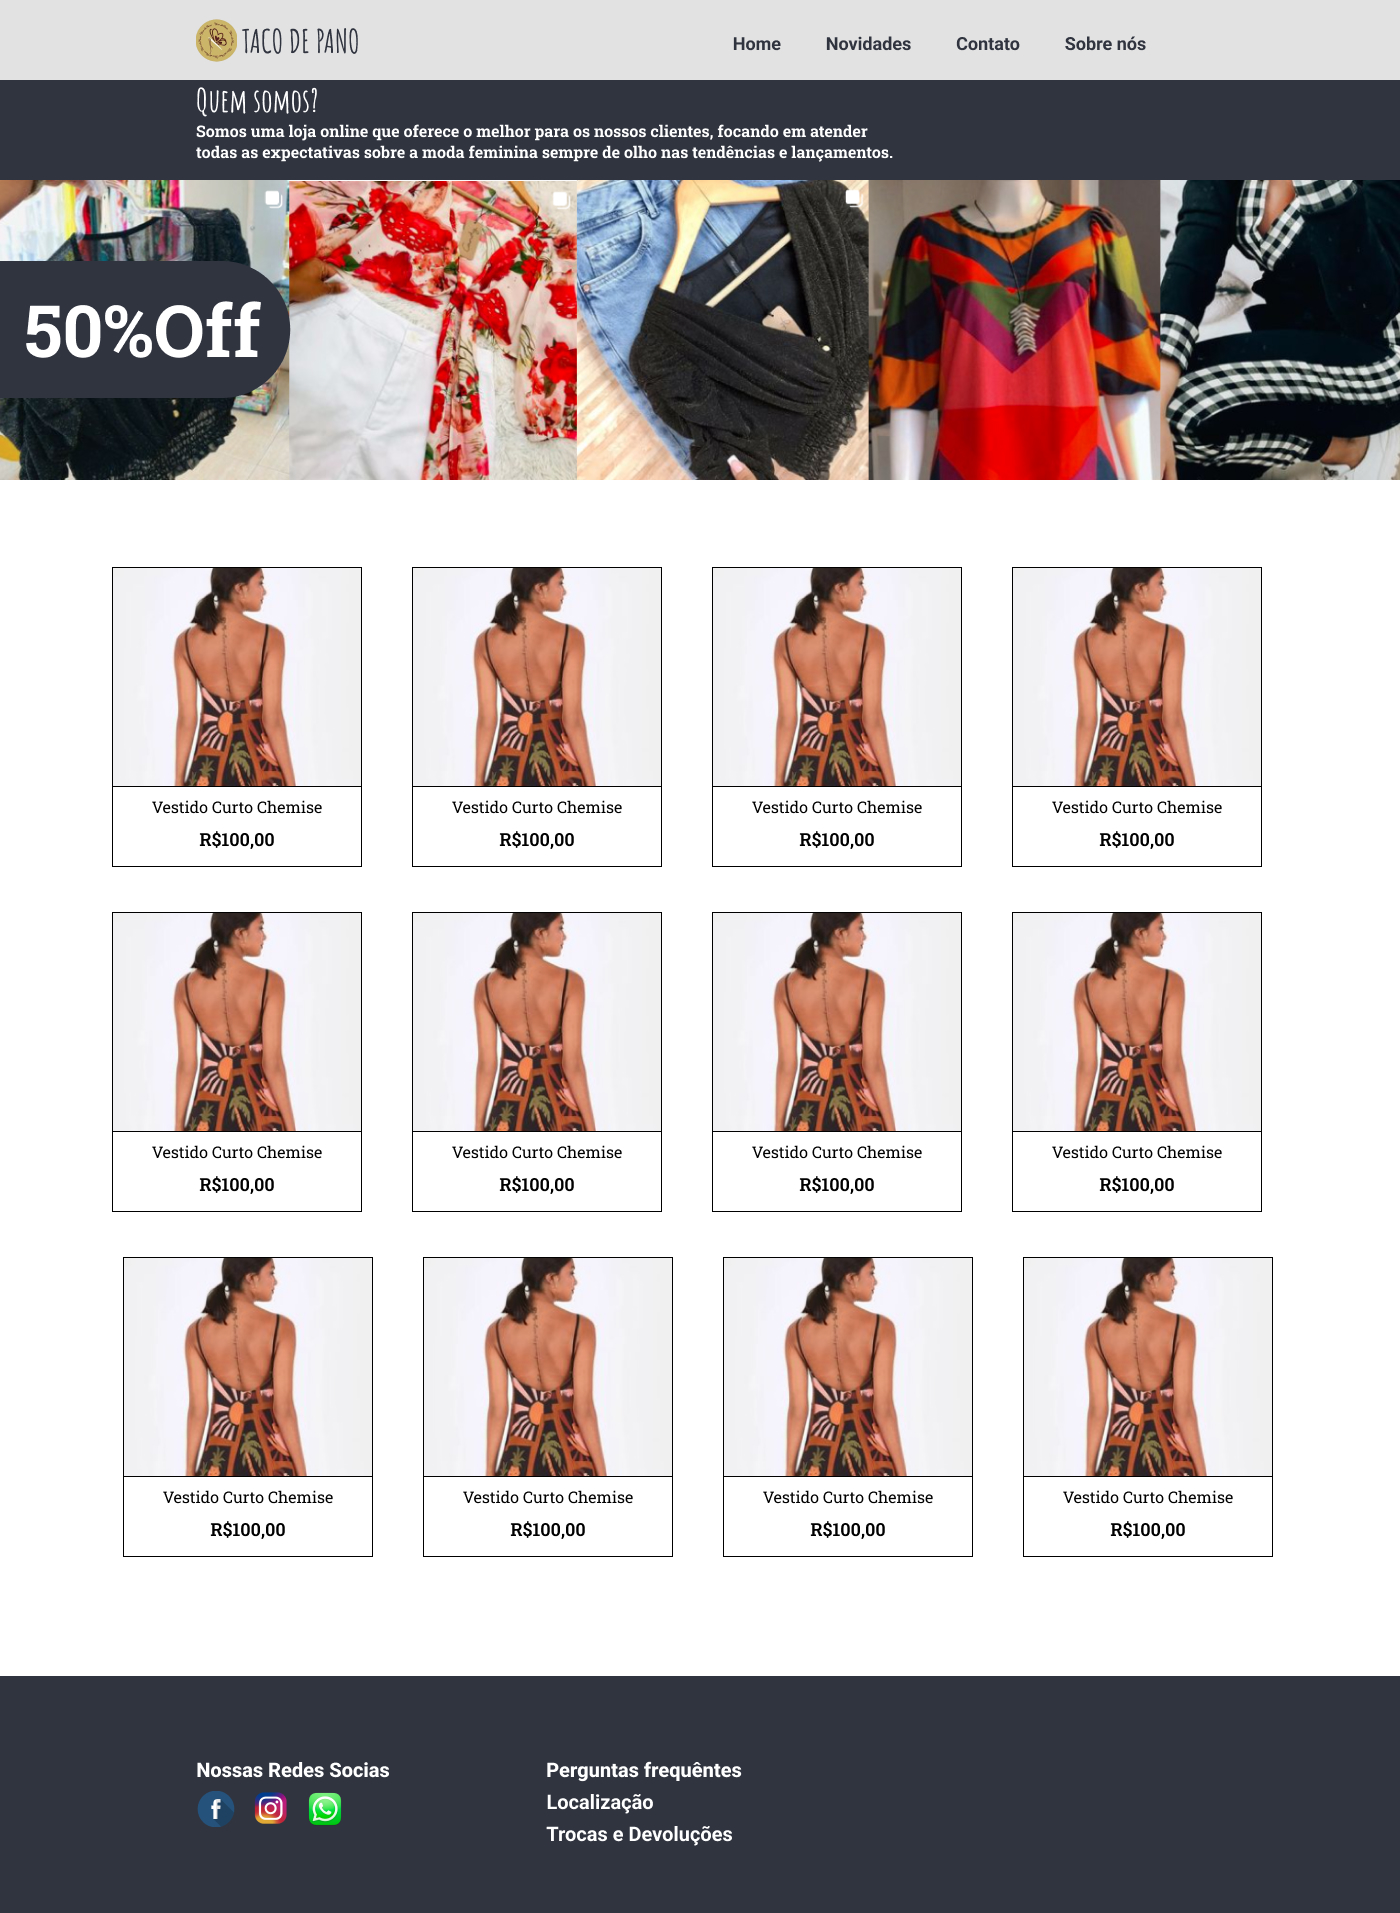 TACO DE PANO
Home Novidades Contato Sobre nós
Quem somos?
Somos uma loja online que oferece o melhor para os nossos clientes, focando em atender
todas as expectativas sobre a moda feminina sempre de olho nas tendências e lançamentos.
50%Off
Vestido Curto Chemise Vestido Curto Chemise Vestido Curto Chemise Vestido Curto Chemise
R$100,00 R$100,00 R$100,00 R$100,00
Vestido Curto Chemise Vestido Curto Chemise Vestido Curto Chemise Vestido Curto Chemise
R$100,00 R$100,00 R$100,00 R$100,00
Vestido Curto Chemise Vestido Curto Chemise Vestido Curto Chemise Vestido Curto Chemise
R$100,00 R$100,00 R$100,00 R$100,00
Nossas Redes Socias
Perguntas frequêntes
Localização
Trocas e Devoluções